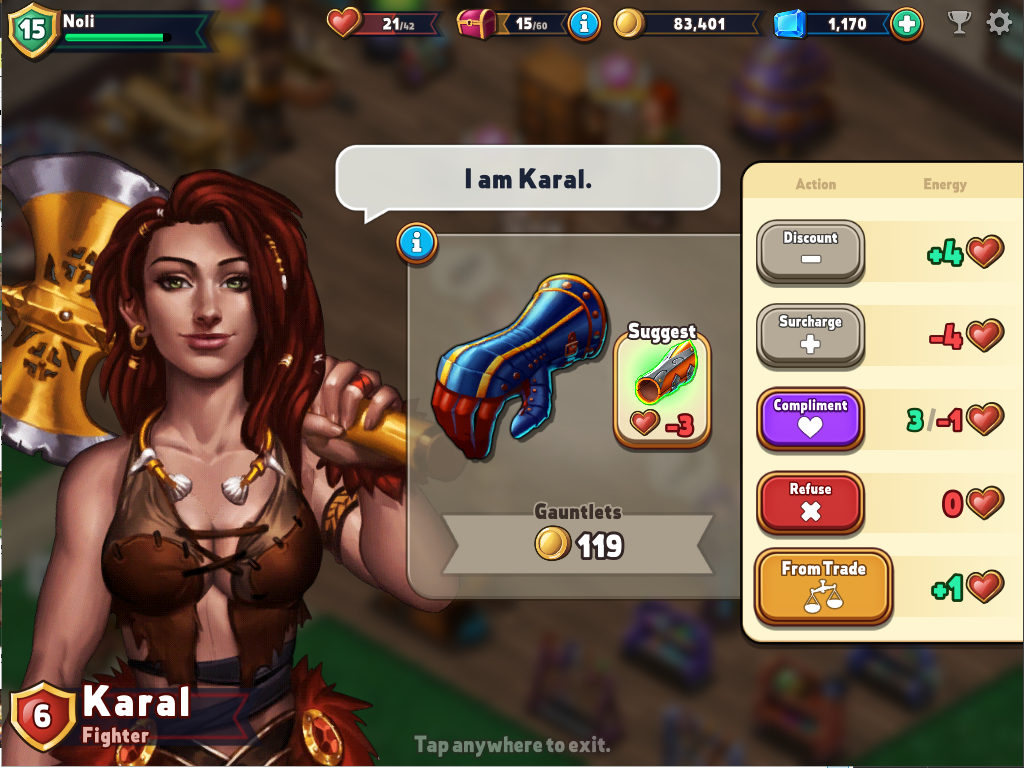 15
Noli
21/42
15/60
i
83,401
1,170
I am Karal.
i
Suggest
-3
Gauntlets
119
Action
Energy
Discount
+4
Surcharge
-4
Compliment
3/-1
Refuse
0
From Trade
+1
6
Karal
Fighter
Tap anywhere to exit.